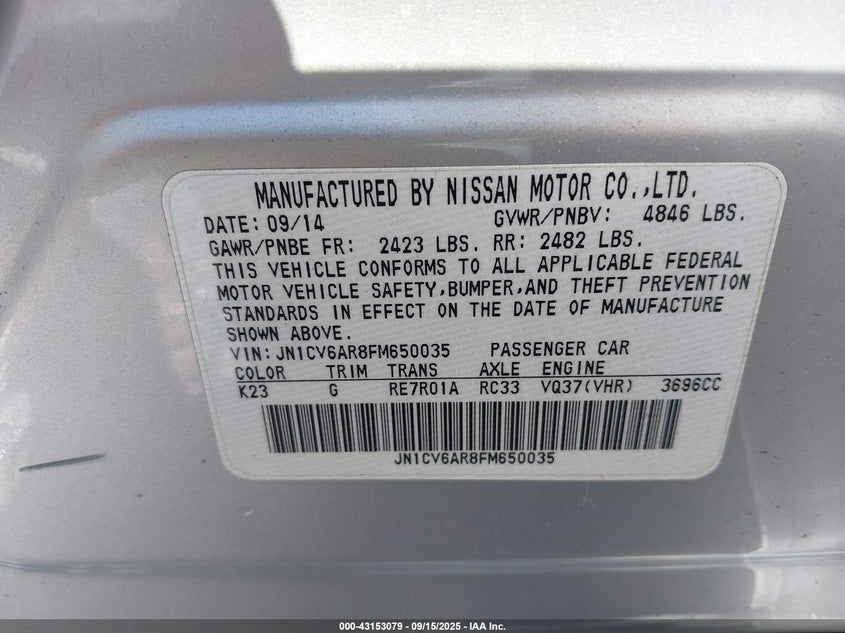 MANUFACTURED BY NISSAN MOTOR CO.,LTD.
DATE: 09/14 GVWR/PNBV: 4846 LBS.
GAWR/PNBE FR: 2423 LBS. RR: 2482 LBS.
THIS VEHICLE CONFORMS TO ALL APPLICABLE FEDERAL
MOTOR VEHICLE SAFETY,BUMPER,AND THEFT PREVENTION
STANDARDS IN EFFECT ON THE DATE OF MANUFACTURE
SHOWN ABOVE.
VIN: JN1CV6AR8FM650035 PASSENGER CAR
COLOR TRIM TRANS AXLE ENGINE
K23 G RE7R01A RC33 VQ37(VHR) 3696CC
JN1CV6AR8FM650035
000-43153079 - 09/15/2025 - IAA Inc.